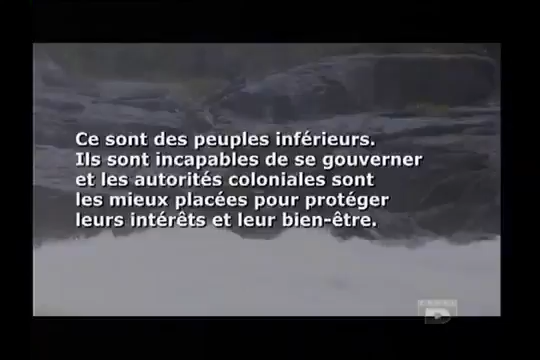 Ce sont des peuples inférieurs.
Ils sont incapables de se gouverner
et les autorités coloniales sont
les mieux placées pour protéger
leurs intérêts et leur bien-être.
CANAL
D